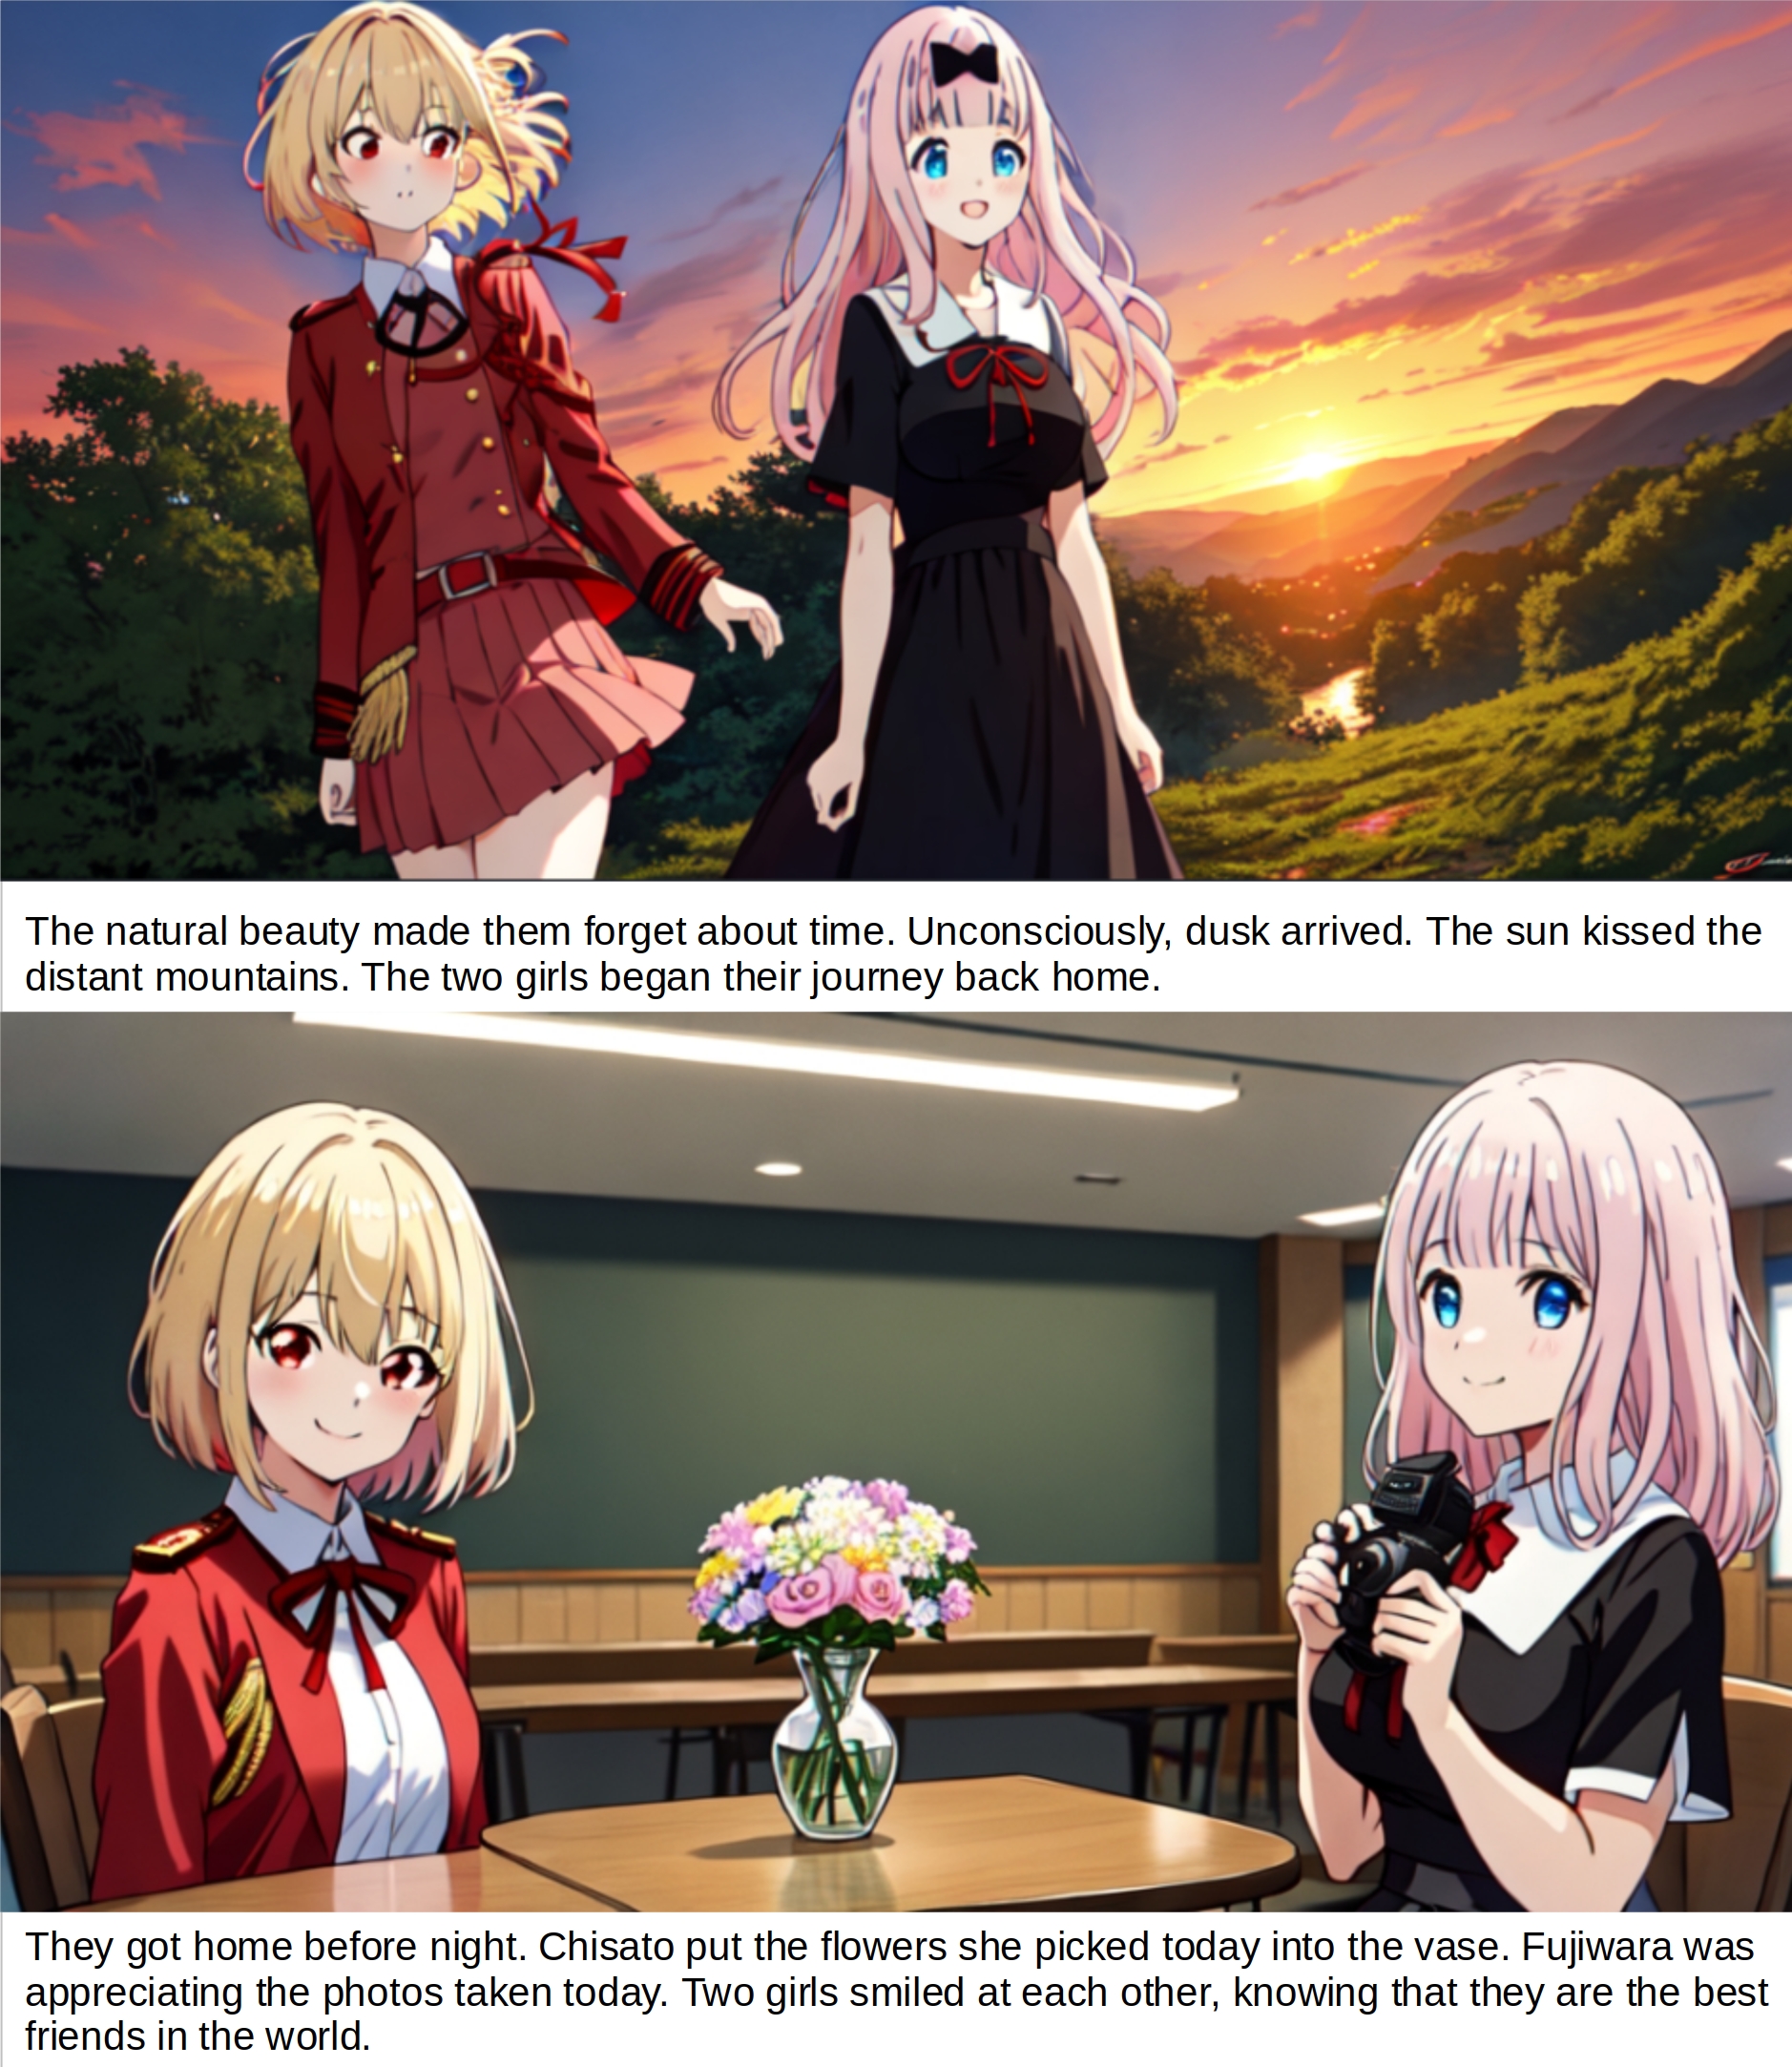 The natural beauty made them forget about time. Unconsciously, dusk arrived. The sun kissed the
distant mountains. The two girls began their journey back home.
They got home before night. Chisato put the flowers she picked today into the vase. Fujiwara was
appreciating the photos taken today. Two girls smiled at each other, knowing that they are the best
friends in the world.